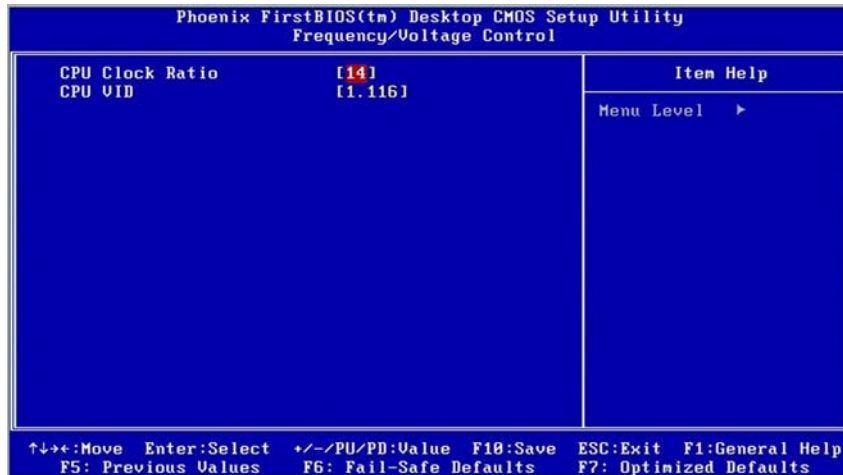 Phoenix FirstBIOS(tm) Desktop CMOS Setup Utility
Frequency/Voltage Control
CPU Clock Ratio [14]
CPU VID [1.116]
Item Help
Menu Level ►
↑↓→←:Move Enter:Select +/-/PU/PD:Value F10:Save ESC:Exit F1:General Help
F5: Previous Values F6: Fail-Safe Defaults F7: Optimized Defaults